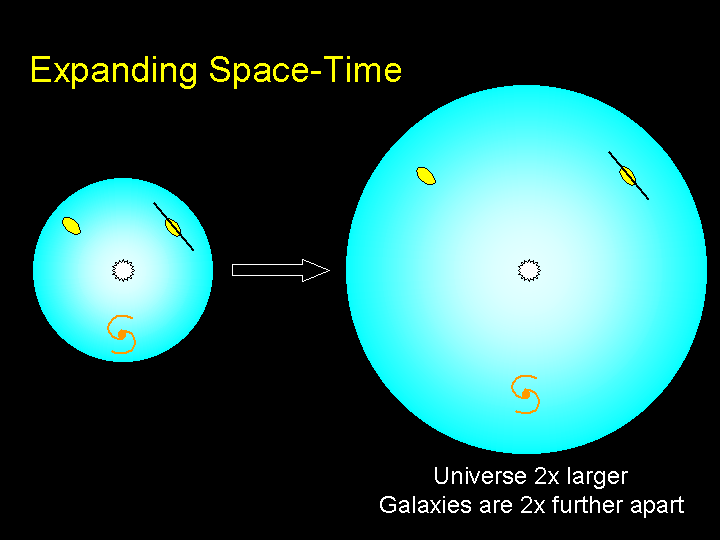 Expanding Space-Time
Universe 2x larger
Galaxies are 2x further apart